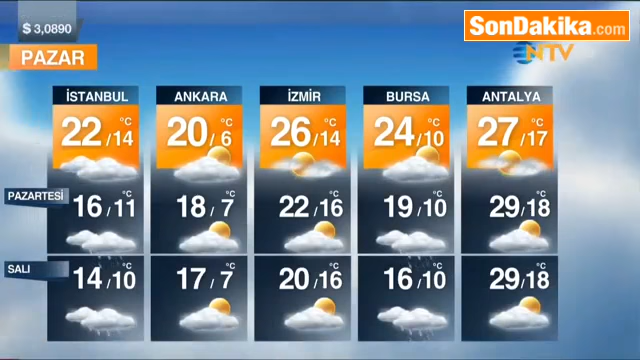 $ 3,0890
SonDakika.com
PAZAR
NTV
İSTANBUL ANKARA İZMİR BURSA ANTALYA
22/14°C 20/6°C 26/14°C 24/10°C 27/17°C
PAZARTESİ 16/11°C 18/7°C 22/16°C 19/10°C 29/18°C
SALI 14/10°C 17/7°C 20/16°C 16/10°C 29/18°C